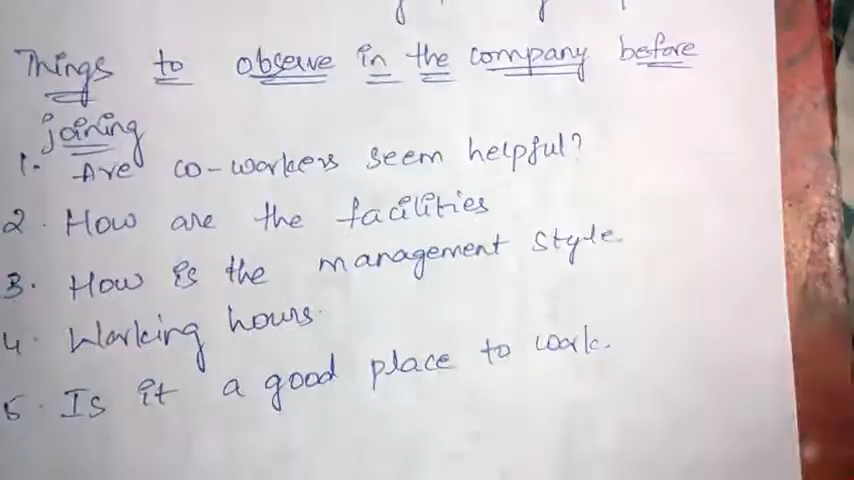 Things to observe in the company before
joining
1. Are co-workers seem helpful?
2. How are the facilities
3. How is the management style.
4. Working hours.
5. Is it a good place to work.